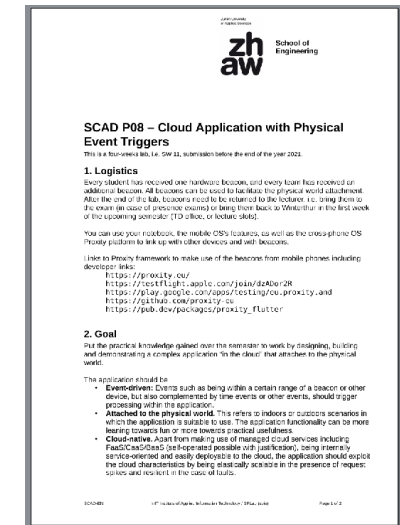 Zurich University
of Applied Sciences
zh
aw
School of
Engineering
SCAD P08 – Cloud Application with Physical
Event Triggers
This is a four-weeks lab, i.e. SW 11, submission before the end of the year 2021.
1. Logistics
Every student has received one hardware beacon, and every team has received an
additional beacon. All beacons can be used to facilitate the physical world attachment.
After the end of the lab, beacons need to be returned to the lecturer, i.e. bring them to
the exam (in case of presence exams) or bring them back to Winterthur in the first week
of the upcoming semester (TD office, or lecture slots).
You can use your notebook, the mobile OS's features, as well as the cross-phone OS
Proxity platform to link up with other devices and with beacons.
Links to Proxity framework to make use of the beacons from mobile phones including
developer links:
https://proxity.eu/
https://testflight.apple.com/join/dzADor2R
https://play.google.com/apps/testing/eu.proxity.and
https://github.com/proxity-eu
https://pub.dev/packages/proxity_flutter
2. Goal
Put the practical knowledge gained over the semester to work by designing, building
and demonstrating a complex application "in the cloud" that attaches to the physical
world.
The application should be
• Event-driven: Events such as being within a certain range of a beacon or other
device, but also complemented by time events or other events, should trigger
processing within the application.
• Attached to the physical world. This refers to indoors or outdoors scenarios in
which the application is suitable to use. The application functionality can be more
leaning towards fun or more towards practical usefulness.
• Cloud-native. Apart from making use of managed cloud services including
FaaS/CaaS/BaaS (self-operated possible with justification), being internally
service-oriented and easily deployable to the cloud, the application should exploit
the cloud characteristics by being elastically scalable in the presence of request
spikes and resilient in the case of faults.
Institute of Applied Information Technology
Page 1 of 2